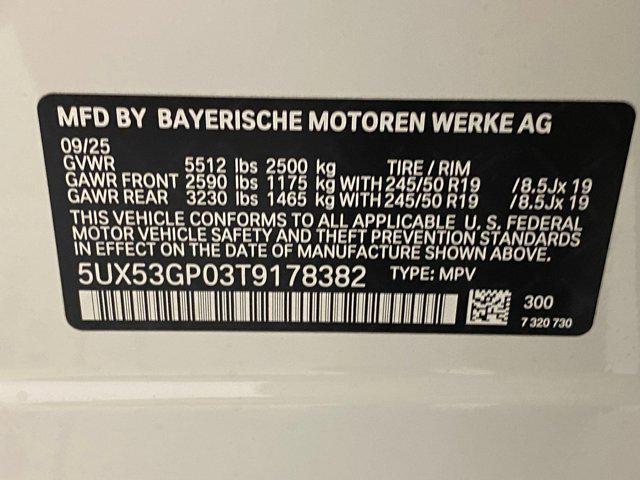 MFD BY BAYERISCHE MOTOREN WERKE AG
09/25
GVWR 5512 lbs 2500 kg TIRE / RIM
GAWR FRONT 2590 lbs 1175 kg WITH 245/50 R19 /8.5Jx 19
GAWR REAR 3230 lbs 1465 kg WITH 245/50 R19 /8.5Jx 19
THIS VEHICLE CONFORMS TO ALL APPLICABLE U. S. FEDERAL
MOTOR VEHICLE SAFETY AND THEFT PREVENTION STANDARDS
IN EFFECT ON THE DATE OF MANUFACTURE SHOWN ABOVE.
5UX53GP03T9178382 TYPE: MPV
300
7 320 730